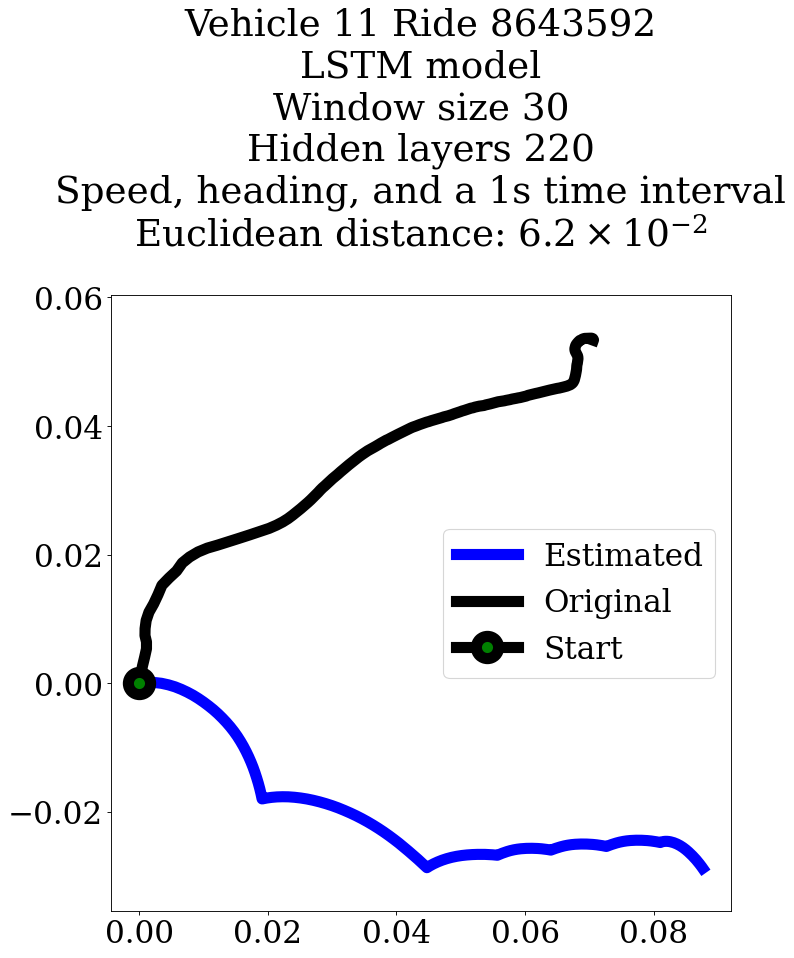 Vehicle 11 Ride 8643592
LSTM model
Window size 30
Hidden layers 220
Speed, heading, and a 1s time interval
Euclidean distance: 6.2 × 10⁻²
0.06
0.04
0.02
0.00
−0.02
Estimated
Original
Start
0.00 0.02 0.04 0.06 0.08